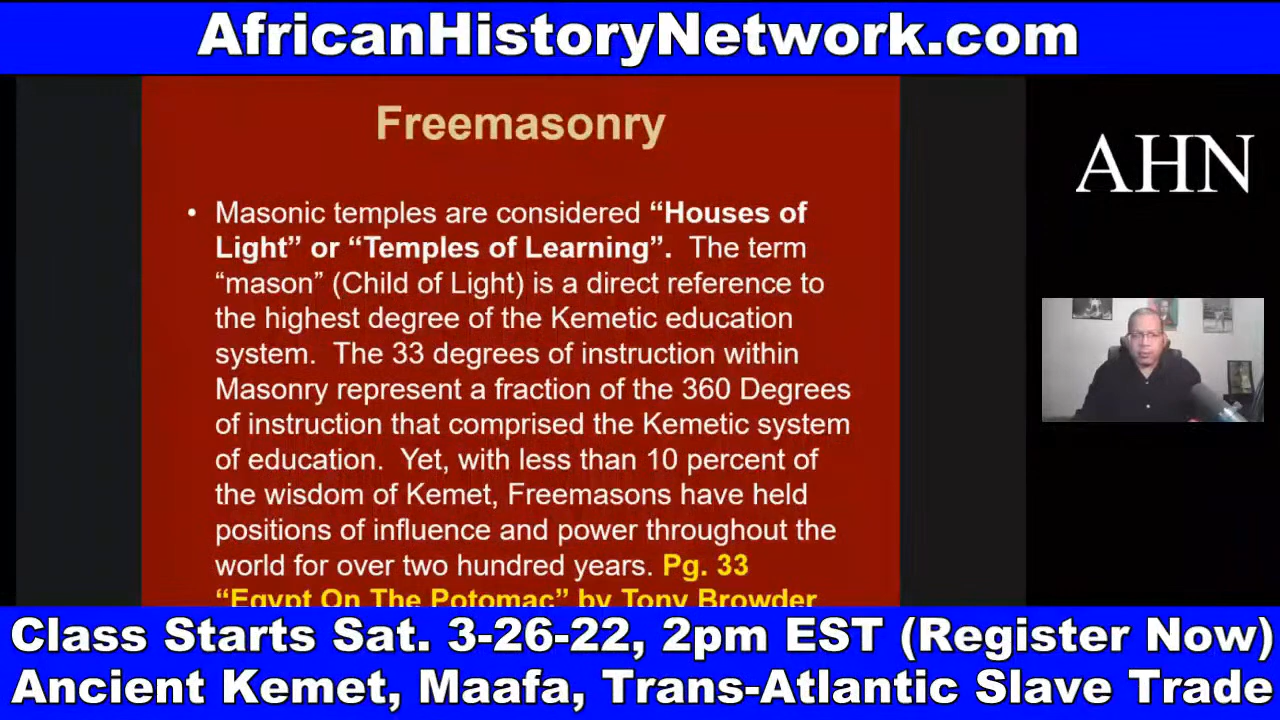 AfricanHistoryNetwork.com
Freemasonry
AHN
• Masonic temples are considered “Houses of
Light” or “Temples of Learning”. The term
“mason” (Child of Light) is a direct reference to
the highest degree of the Kemetic education
system. The 33 degrees of instruction within
Masonry represent a fraction of the 360 Degrees
of instruction that comprised the Kemetic system
of education. Yet, with less than 10 percent of
the wisdom of Kemet, Freemasons have held
positions of influence and power throughout the
world for over two hundred years. Pg. 33
“Egypt On The Potomac” by Tony Browder
Class Starts Sat. 3-26-22, 2pm EST (Register Now)
Ancient Kemet, Maafa, Trans-Atlantic Slave Trade